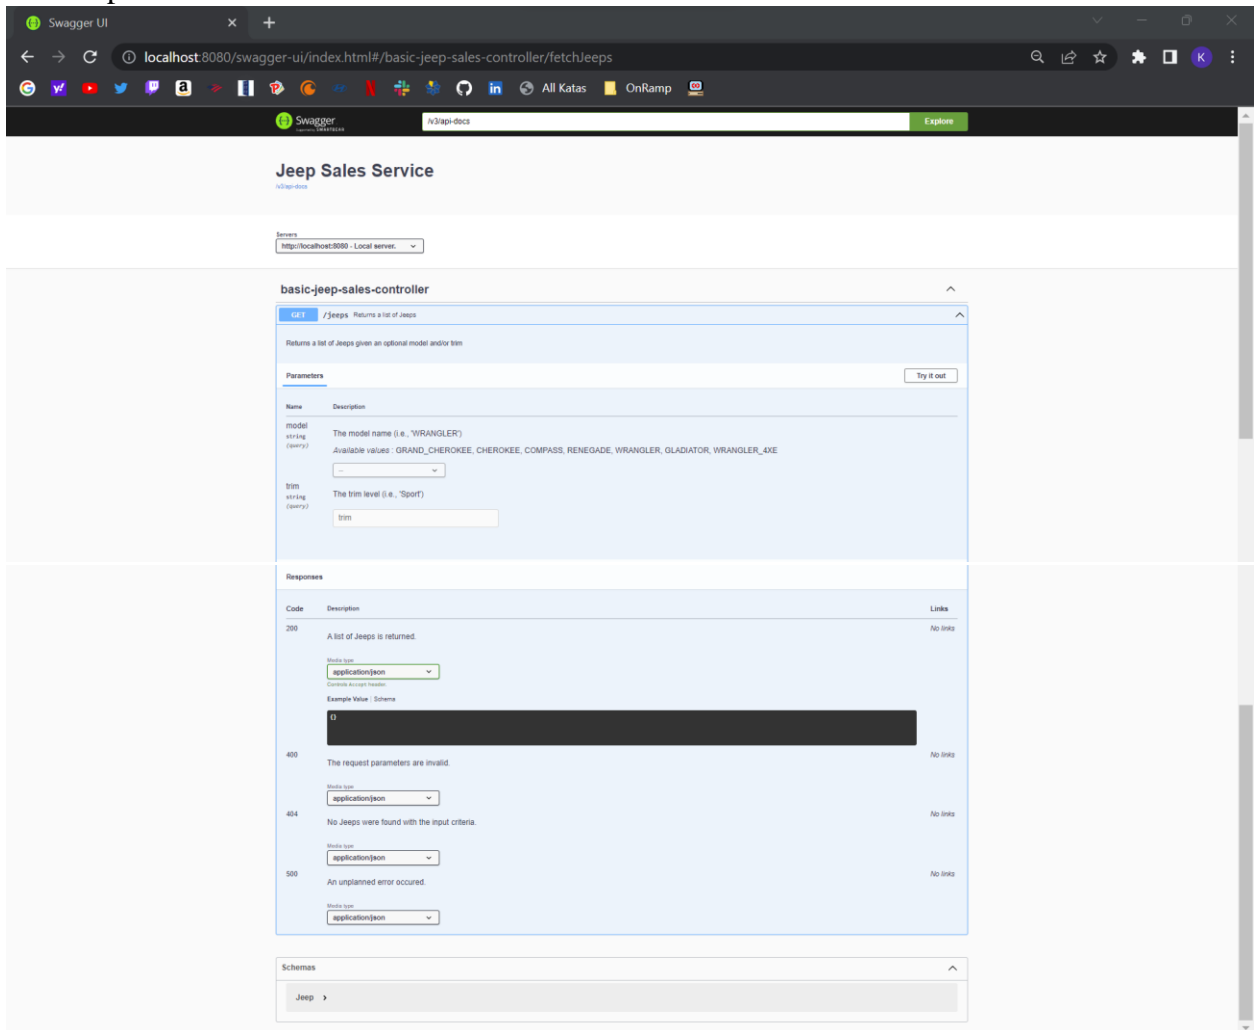 Swagger UI
localhost:8080/swagger-ui/index.html#/basic-jeep-sales-controller/fetchJeeps
K
All Katas
OnRamp
Swagger.
/v3/api-docs
Explore
Jeep Sales Service
/v3/api-docs
Servers
http://localhost:8080 - Local server.
basic-jeep-sales-controller
GET /jeeps Returns a list of Jeeps
Returns a list of Jeeps given an optional model and/or trim
Parameters
Try it out
Name Description
model
string
(query)
The model name (i.e., 'WRANGLER')
Available values : GRAND_CHEROKEE, CHEROKEE, COMPASS, RENEGADE, WRANGLER, GLADIATOR, WRANGLER_4XE
--
trim
string
(query)
The trim level (i.e., 'Sport')
trim
Responses
Code Description Links
200
A list of Jeeps is returned.
No links
Media type
application/json
Controls Accept header.
Example Value | Schema
{}
400
The request parameters are invalid.
No links
Media type
application/json
404
No Jeeps were found with the input criteria.
No links
Media type
application/json
500
An unplanned error occured.
No links
Media type
application/json
Schemas
Jeep